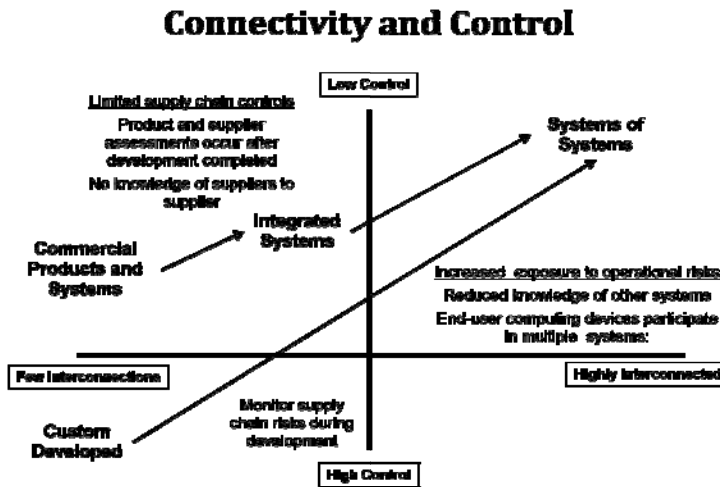 Connectivity and Control
Low Control
Limited supply chain controls
Product and supplier
assessments occur after
development completed
No knowledge of suppliers to
supplier
Systems of
Systems
Integrated
Systems
Commercial
Products and
Systems
Increased exposure to operational risks
Reduced knowledge of other systems
End-user computing devices participate
in multiple systems:
Few Interconnections
Highly Interconnected
Monitor supply
chain risks during
development
Custom
Developed
High Control